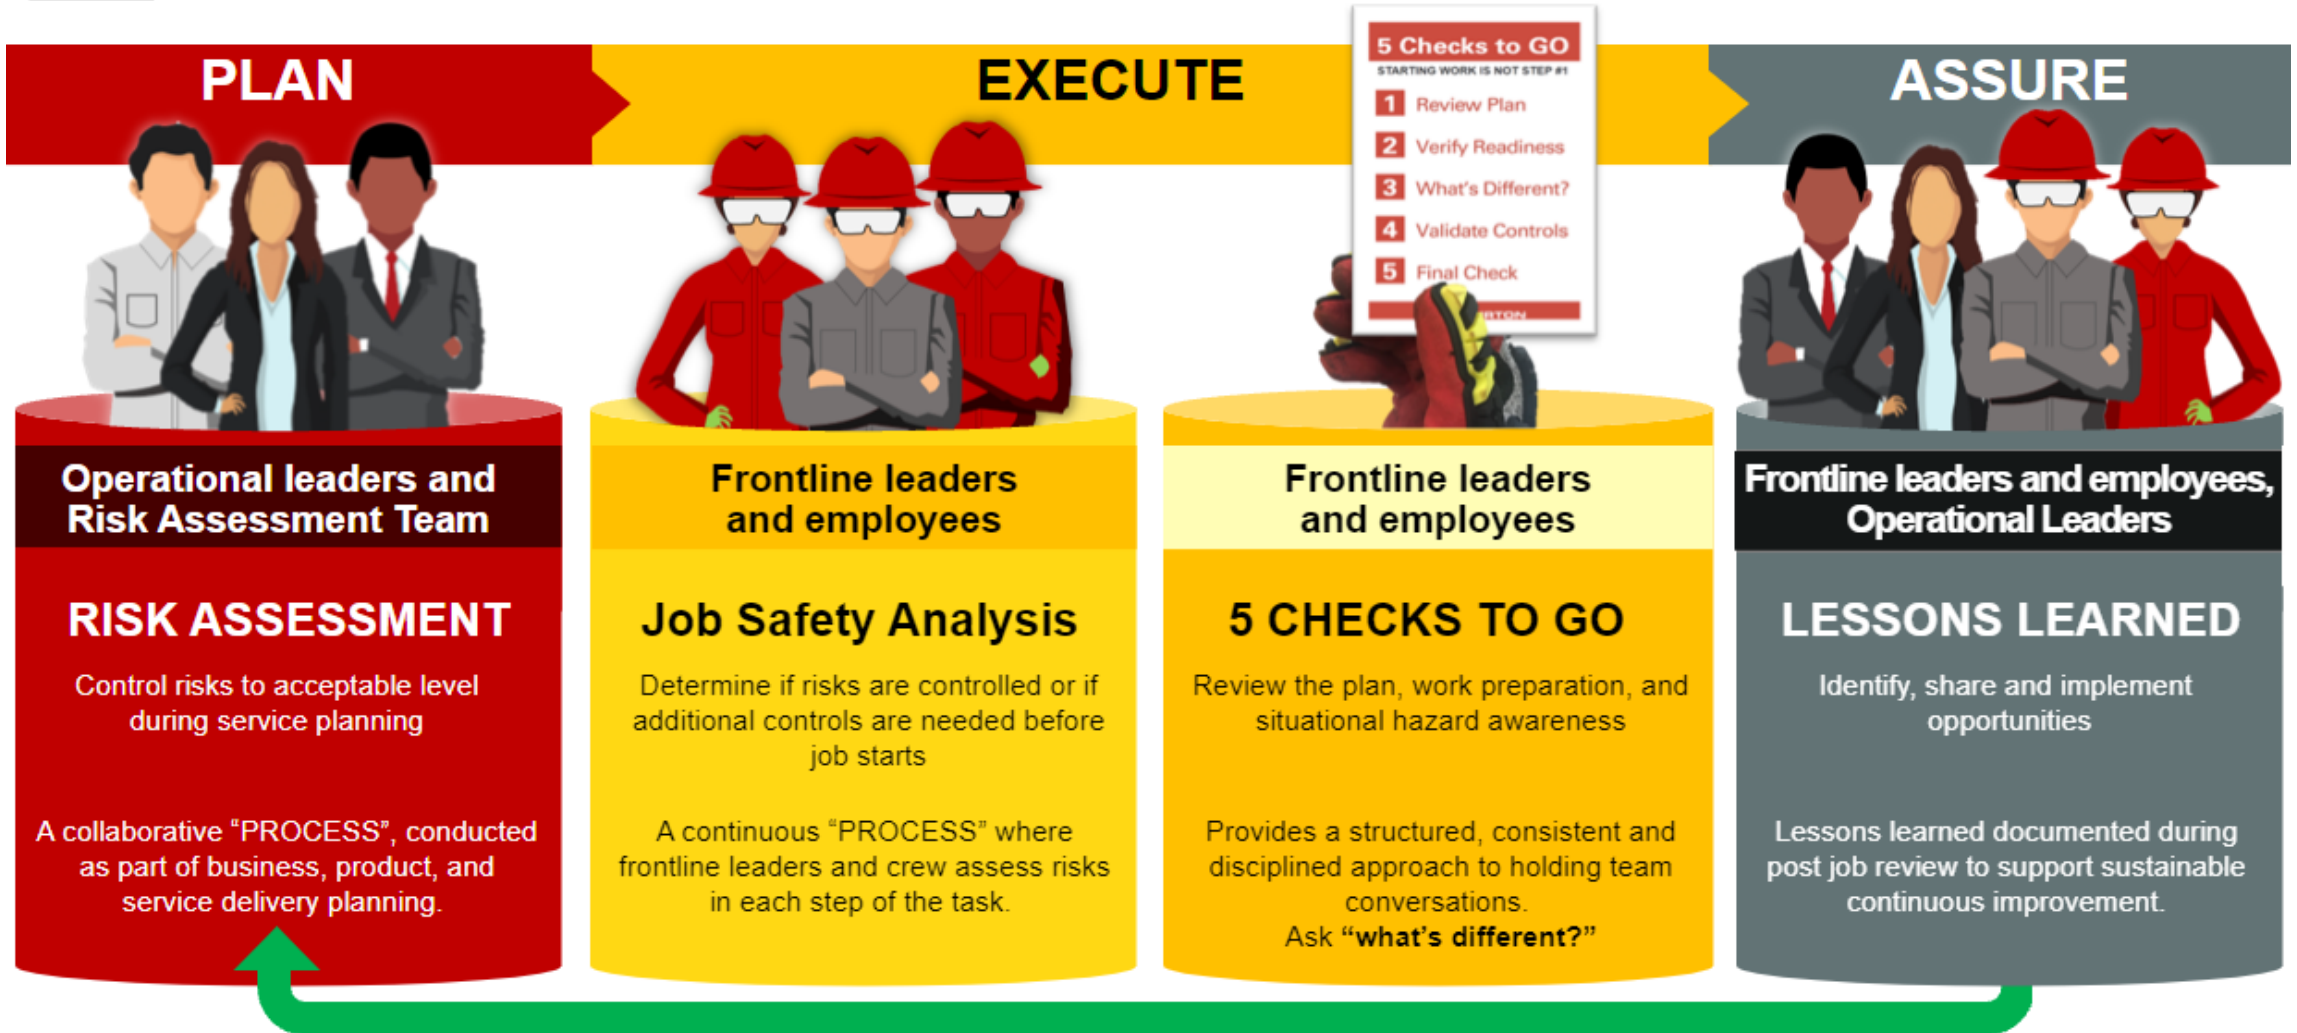 PLAN
EXECUTE
ASSURE
5 Checks to GO
STARTING WORK IS NOT STEP #1
1 Review Plan
2 Verify Readiness
3 What's Different?
4 Validate Controls
5 Final Check
Operational leaders and
Risk Assessment Team
RISK ASSESSMENT
Control risks to acceptable level
during service planning
A collaborative “PROCESS”, conducted
as part of business, product, and
service delivery planning.
Frontline leaders
and employees
Job Safety Analysis
Determine if risks are controlled or if
additional controls are needed before
job starts
A continuous “PROCESS” where
frontline leaders and crew assess risks
in each step of the task.
Frontline leaders
and employees
5 CHECKS TO GO
Review the plan, work preparation, and
situational hazard awareness
Provides a structured, consistent and
disciplined approach to holding team
conversations.
Ask “what's different?”
Frontline leaders and employees,
Operational Leaders
LESSONS LEARNED
Identify, share and implement
opportunities
Lessons learned documented during
post job review to support sustainable
continuous improvement.